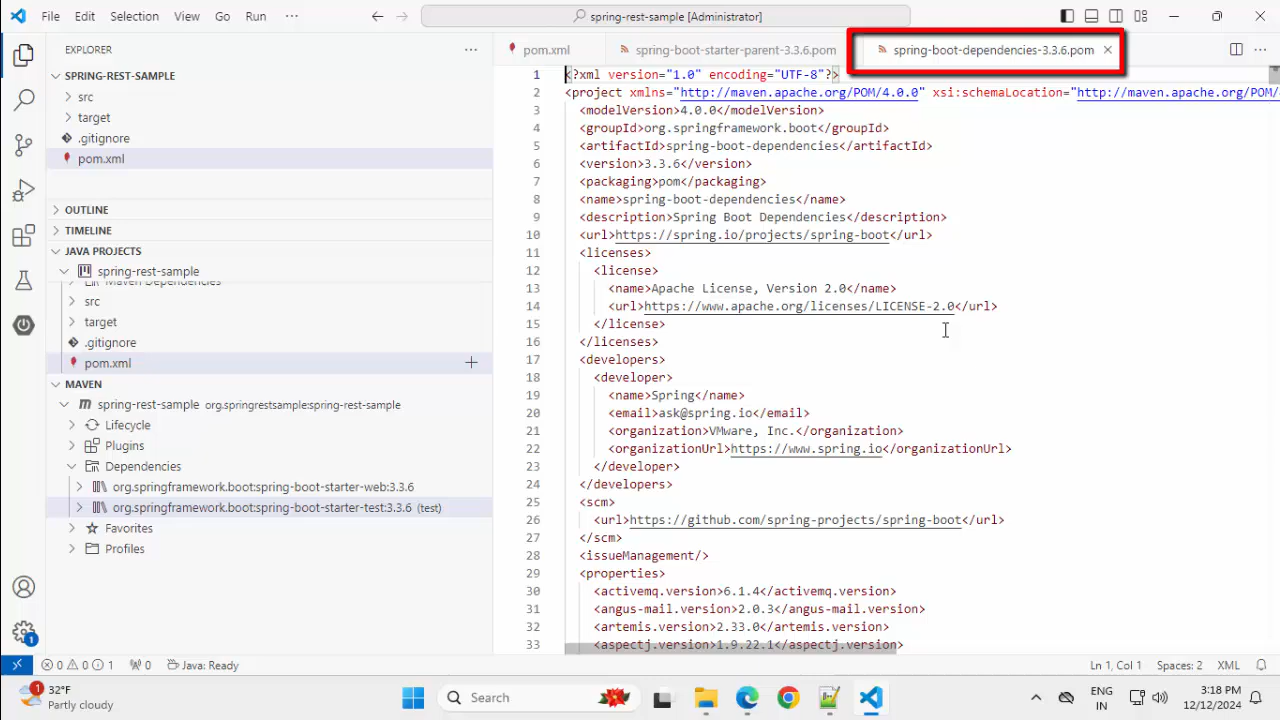 File Edit Selection View Go Run ··· spring-rest-sample [Administrator]
EXPLORER ···
SPRING-REST-SAMPLE
src
target
.gitignore
pom.xml
OUTLINE
TIMELINE
JAVA PROJECTS
spring-rest-sample
Maven Dependencies
src
target
.gitignore
pom.xml
MAVEN
spring-rest-sample org.springrestsample:spring-rest-sample
Lifecycle
Plugins
Dependencies
org.springframework.boot:spring-boot-starter-web:3.3.6
org.springframework.boot:spring-boot-starter-test:3.3.6 (test)
Favorites
Profiles
pom.xml spring-boot-starter-parent-3.3.6.pom spring-boot-dependencies-3.3.6.pom ···
1 <?xml version="1.0" encoding="UTF-8"?>
2 <project xmlns="http://maven.apache.org/POM/4.0.0" xsi:schemaLocation="http://maven.apache.org/POM/
3 <modelVersion>4.0.0</modelVersion>
4 <groupId>org.springframework.boot</groupId>
5 <artifactId>spring-boot-dependencies</artifactId>
6 <version>3.3.6</version>
7 <packaging>pom</packaging>
8 <name>spring-boot-dependencies</name>
9 <description>Spring Boot Dependencies</description>
10 <url>https://spring.io/projects/spring-boot</url>
11 <licenses>
12 <license>
13 <name>Apache License, Version 2.0</name>
14 <url>https://www.apache.org/licenses/LICENSE-2.0</url>
15 </license>
16 </licenses>
17 <developers>
18 <developer>
19 <name>Spring</name>
20 <email>ask@spring.io</email>
21 <organization>VMware, Inc.</organization>
22 <organizationUrl>https://www.spring.io</organizationUrl>
23 </developer>
24 </developers>
25 <scm>
26 <url>https://github.com/spring-projects/spring-boot</url>
27 </scm>
28 <issueManagement/>
29 <properties>
30 <activemq.version>6.1.4</activemq.version>
31 <angus-mail.version>2.0.3</angus-mail.version>
32 <artemis.version>2.33.0</artemis.version>
33 <aspectj.version>1.9.22.1</aspectj.version>
1
0 0 1 0 Java: Ready Ln 1, Col 1 Spaces: 2 XML
1 32°F
Partly cloudy
Search
ENG
IN
3:18 PM
12/12/2024